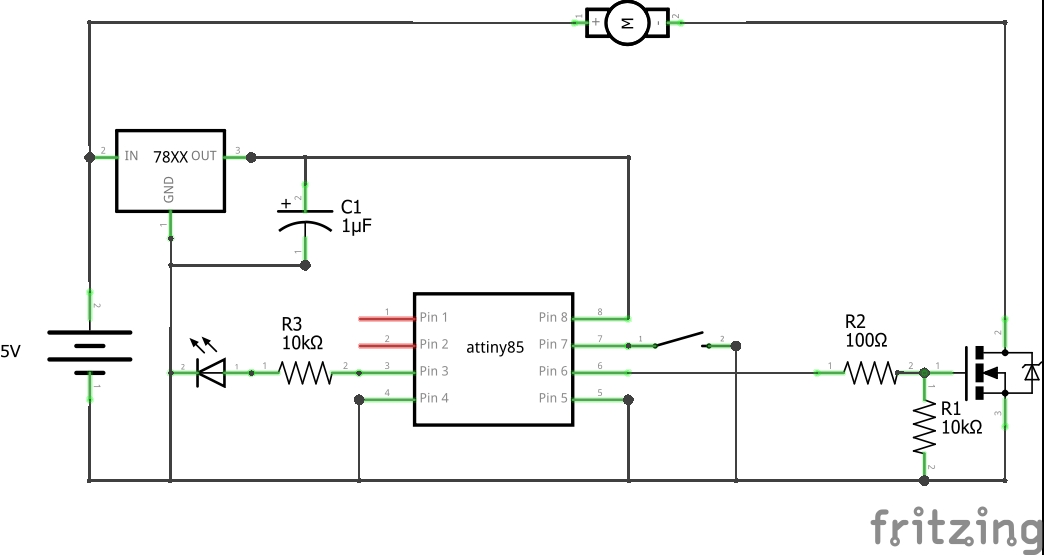 1 + M - 2
2 IN 78XX OUT 3
GND
1
+ 2 C1
1µF
1
2
5V
1
R3
10kΩ
2 1 2
1 Pin 1
2 Pin 2
3 Pin 3
4 Pin 4
attiny85
Pin 8 8
Pin 7 7
Pin 6 6
Pin 5 5
1 2
R2
100Ω
1 2 1
1 R1
10kΩ
2
2
3
fritzing